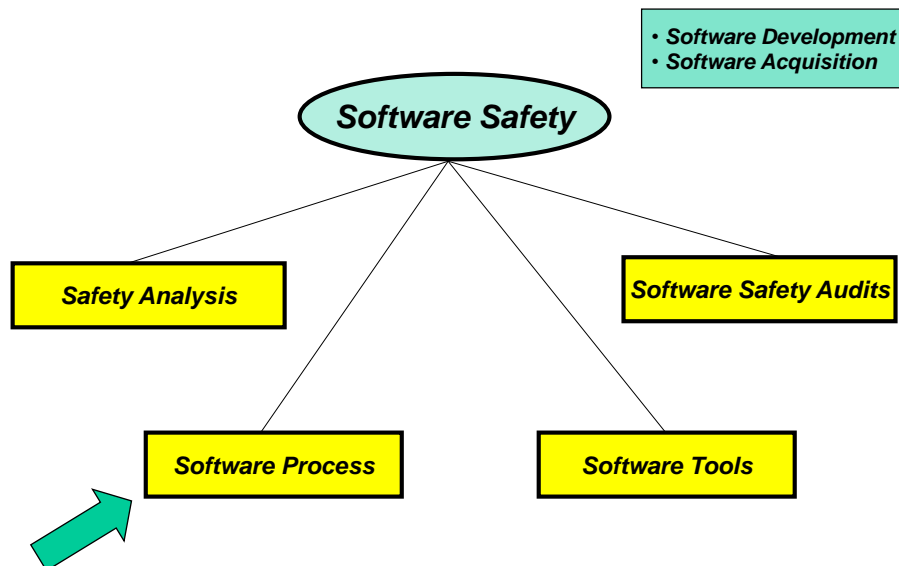 • Software Development
• Software Acquisition
Software Safety
Safety Analysis
Software Safety Audits
Software Process
Software Tools